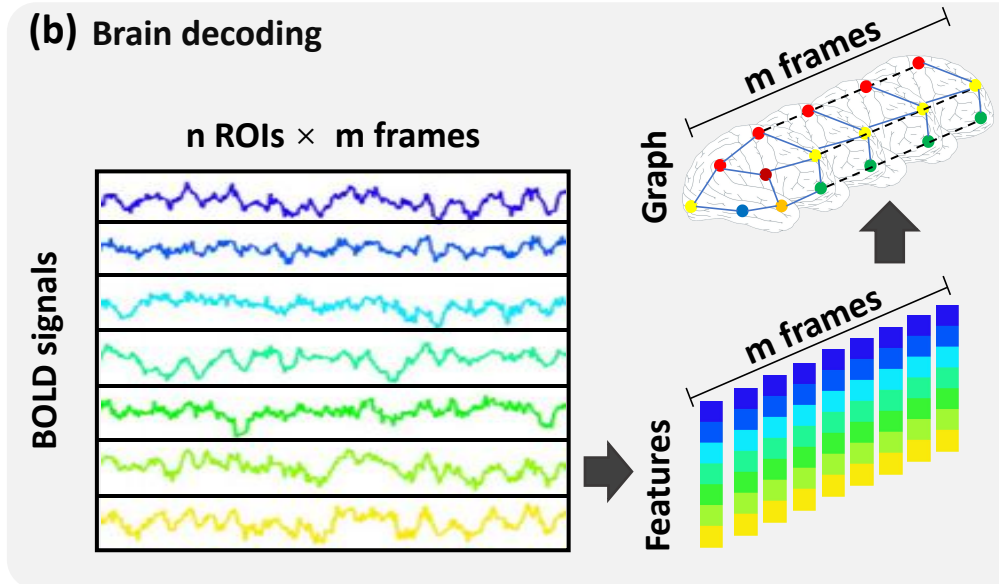 (b) Brain decoding
n ROIs × m frames
BOLD signals
Features
m frames
Graph
m frames